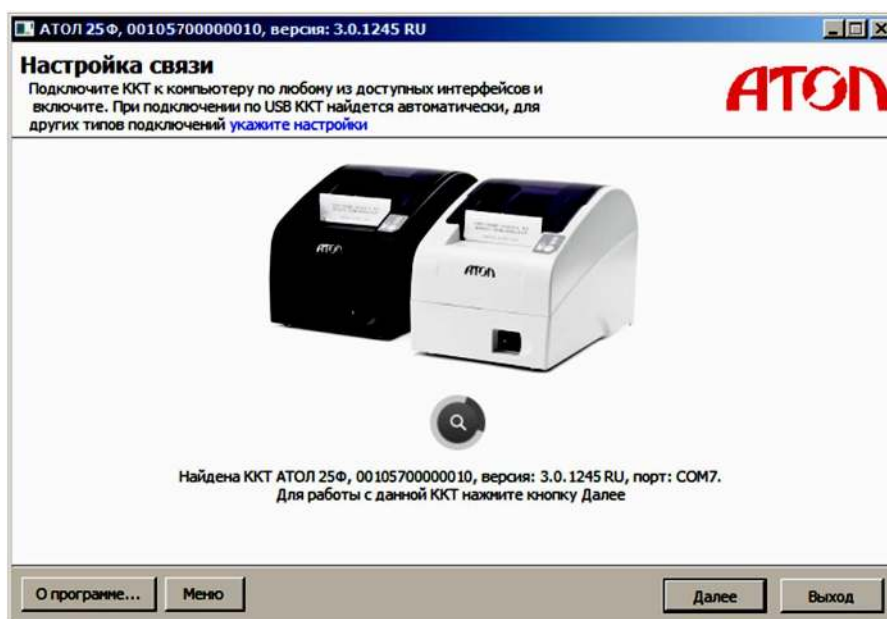 АТОЛ 25Ф, 00105700000010, версия: 3.0.1245 RU
Настройка связи
Подключите ККТ к компьютеру по любому из доступных интерфейсов и
включите. При подключении по USB ККТ найдется автоматически, для
других типов подключений укажите настройки
АТОЛ
АТОЛ
АТОЛ
Найдена ККТ АТОЛ 25Ф, 00105700000010, версия: 3.0.1245 RU, порт: COM7.
Для работы с данной ККТ нажмите кнопку Далее
О программе...
Меню
Далее
Выход